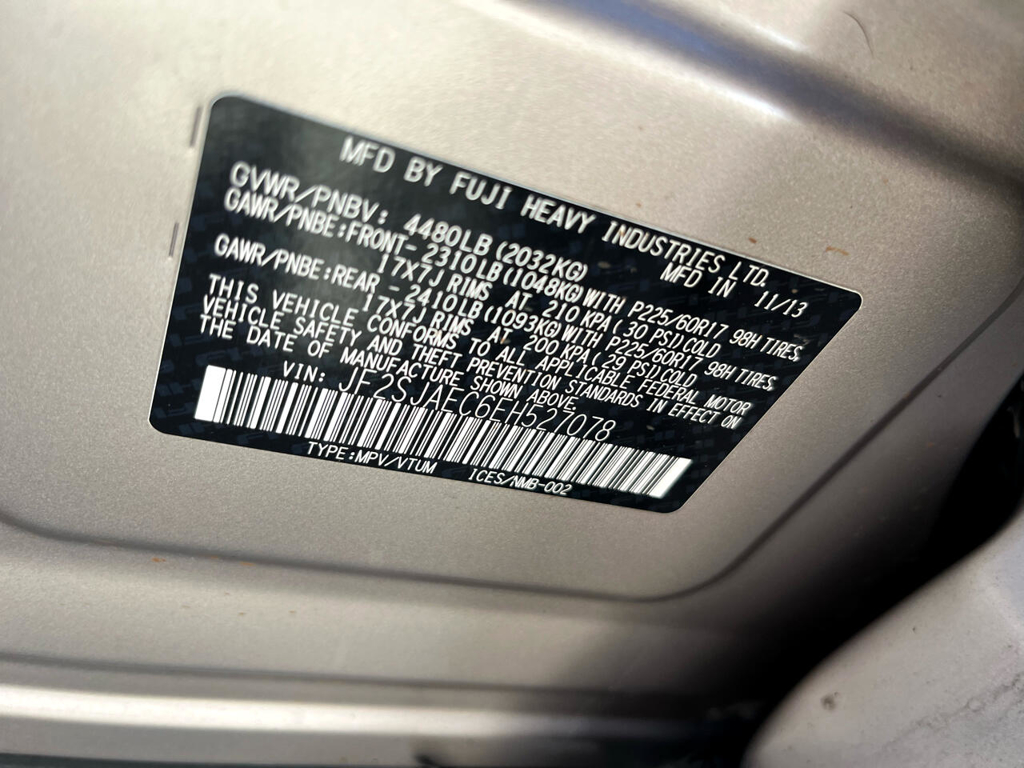 MFD BY FUJI HEAVY INDUSTRIES LTD.
MFD IN 11/13
GVWR/PNBV: 4480LB(2032KG)
GAWR/PNBE:FRONT- 2310LB(1048KG)WITH P225/60R17 98H TIRES,
17X7J RIMS AT 210 KPA(30 PSI)COLD
GAWR/PNBE:REAR - 2410LB(1093KG)WITH P225/60R17 98H TIRES,
17X7J RIMS AT 200 KPA(29 PSI)COLD
THIS VEHICLE CONFORMS TO ALL APPLICABLE FEDERAL MOTOR
VEHICLE SAFETY AND THEFT PREVENTION STANDARDS IN EFFECT ON
THE DATE OF MANUFACTURE SHOWN ABOVE.
VIN: JF2SJAEC6EH527078
TYPE:MPV/VTUM ICES/NMB-002